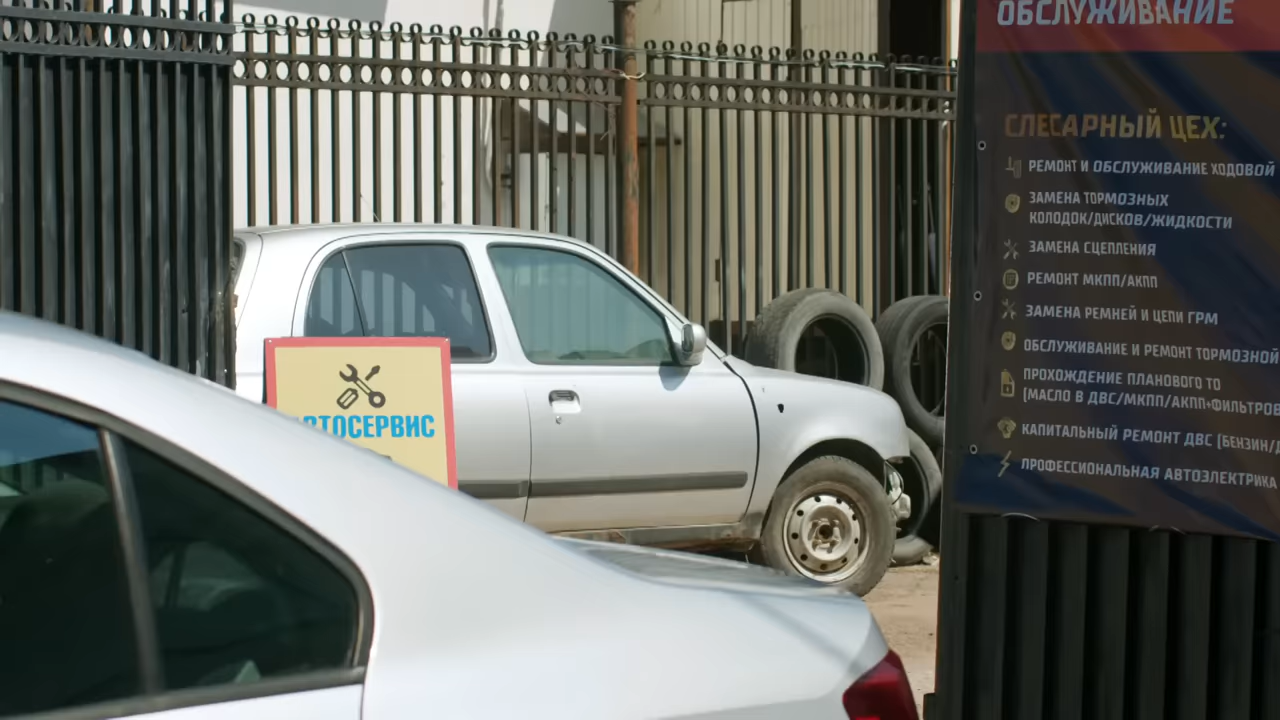 ОБСЛУЖИВАНИЕ
СЛЕСАРНЫЙ ЦЕХ:
РЕМОНТ И ОБСЛУЖИВАНИЕ ХОДОВОЙ
ЗАМЕНА ТОРМОЗНЫХ
КОЛОДОК/ДИСКОВ/ЖИДКОСТИ
ЗАМЕНА СЦЕПЛЕНИЯ
РЕМОНТ МКПП/АКПП
ЗАМЕНА РЕМНЕЙ И ЦЕПИ ГРМ
ОБСЛУЖИВАНИЕ И РЕМОНТ ТОРМОЗНОЙ
ПРОХОЖДЕНИЕ ПЛАНОВОГО ТО
(МАСЛО В ДВС/МКПП/АКПП+ФИЛЬТРОВ
КАПИТАЛЬНЫЙ РЕМОНТ ДВС (БЕНЗИН/Д
ПРОФЕССИОНАЛЬНАЯ АВТОЭЛЕКТРИКА
АВТОСЕРВИС